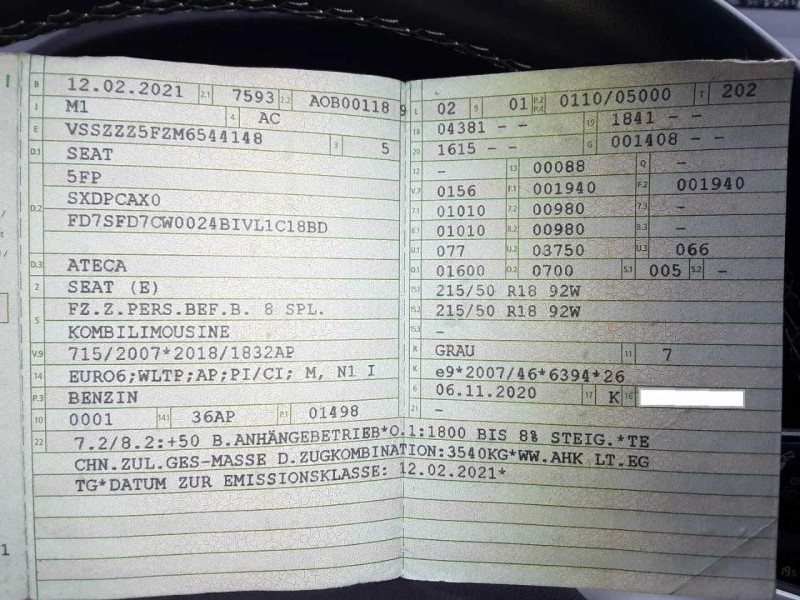 B 12.02.2021 2.1 7593 2.2 AOB00118 9
J M1 4 AC
E VSSZZZ5FZM6544148 3 5
D.1 SEAT
5FP
D.2 SXDPCAX0
FD7SFD7CW0024BIVL1C18BD
D.3 ATECA
2 SEAT (E)
5 FZ.Z.PERS.BEF.B. 8 SPL.
KOMBILIMOUSINE
V.9 715/2007*2018/1832AP
14 EURO6;WLTP;AP;PI/CI; M, N1 I
P.3 BENZIN
10 0001 14.1 36AP P.1 01498
L 02 9 01 P.2 P.4 0110/05000 T 202
18 04381 – – 19 1841 – –
20 1615 – – G 001408 – –
12 – 13 00088 Q –
V.7 0156 F.1 001940 F.2 001940
7.1 01010 7.2 00980 7.3 –
8.1 01010 8.2 00980 8.3 –
U.1 077 U.2 03750 U.3 066
O.1 01600 O.2 0700 S.1 005 S.2 –
15.1 215/50 R18 92W
15.2 215/50 R18 92W
15.3 –
R GRAU 11 7
K e9*2007/46*6394*26
6 06.11.2020 17 K 16
21 –
22 7.2/8.2:+50 B.ANHÄNGEBETRIEB*O.1:1800 BIS 8% STEIG.*TE
CHN.ZUL.GES-MASSE D.ZUGKOMBINATION:3540KG*WW.AHK LT.EG
TG*DATUM ZUR EMISSIONSKLASSE: 12.02.2021*